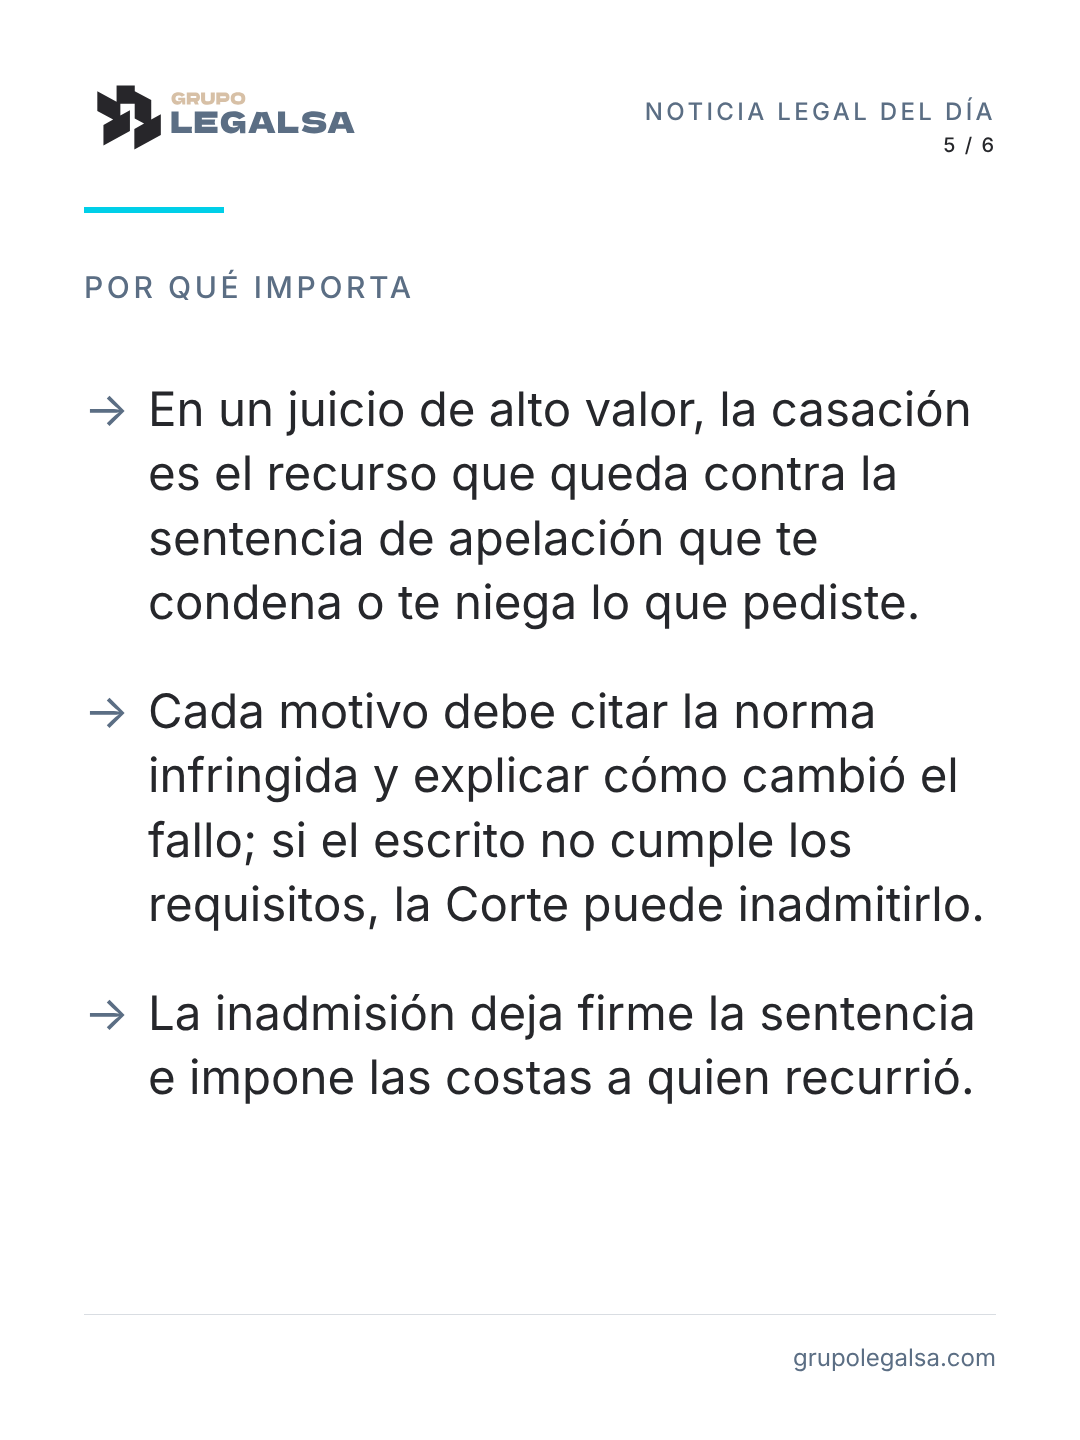 GRUPO
LEGALSA
NOTICIA LEGAL DEL DÍA
5 / 6
POR QUÉ IMPORTA
→ En un juicio de alto valor, la casación
es el recurso que queda contra la
sentencia de apelación que te
condena o te niega lo que pediste.
→ Cada motivo debe citar la norma
infringida y explicar cómo cambió el
fallo; si el escrito no cumple los
requisitos, la Corte puede inadmitirlo.
→ La inadmisión deja firme la sentencia
e impone las costas a quien recurrió.
grupolegalsa.com